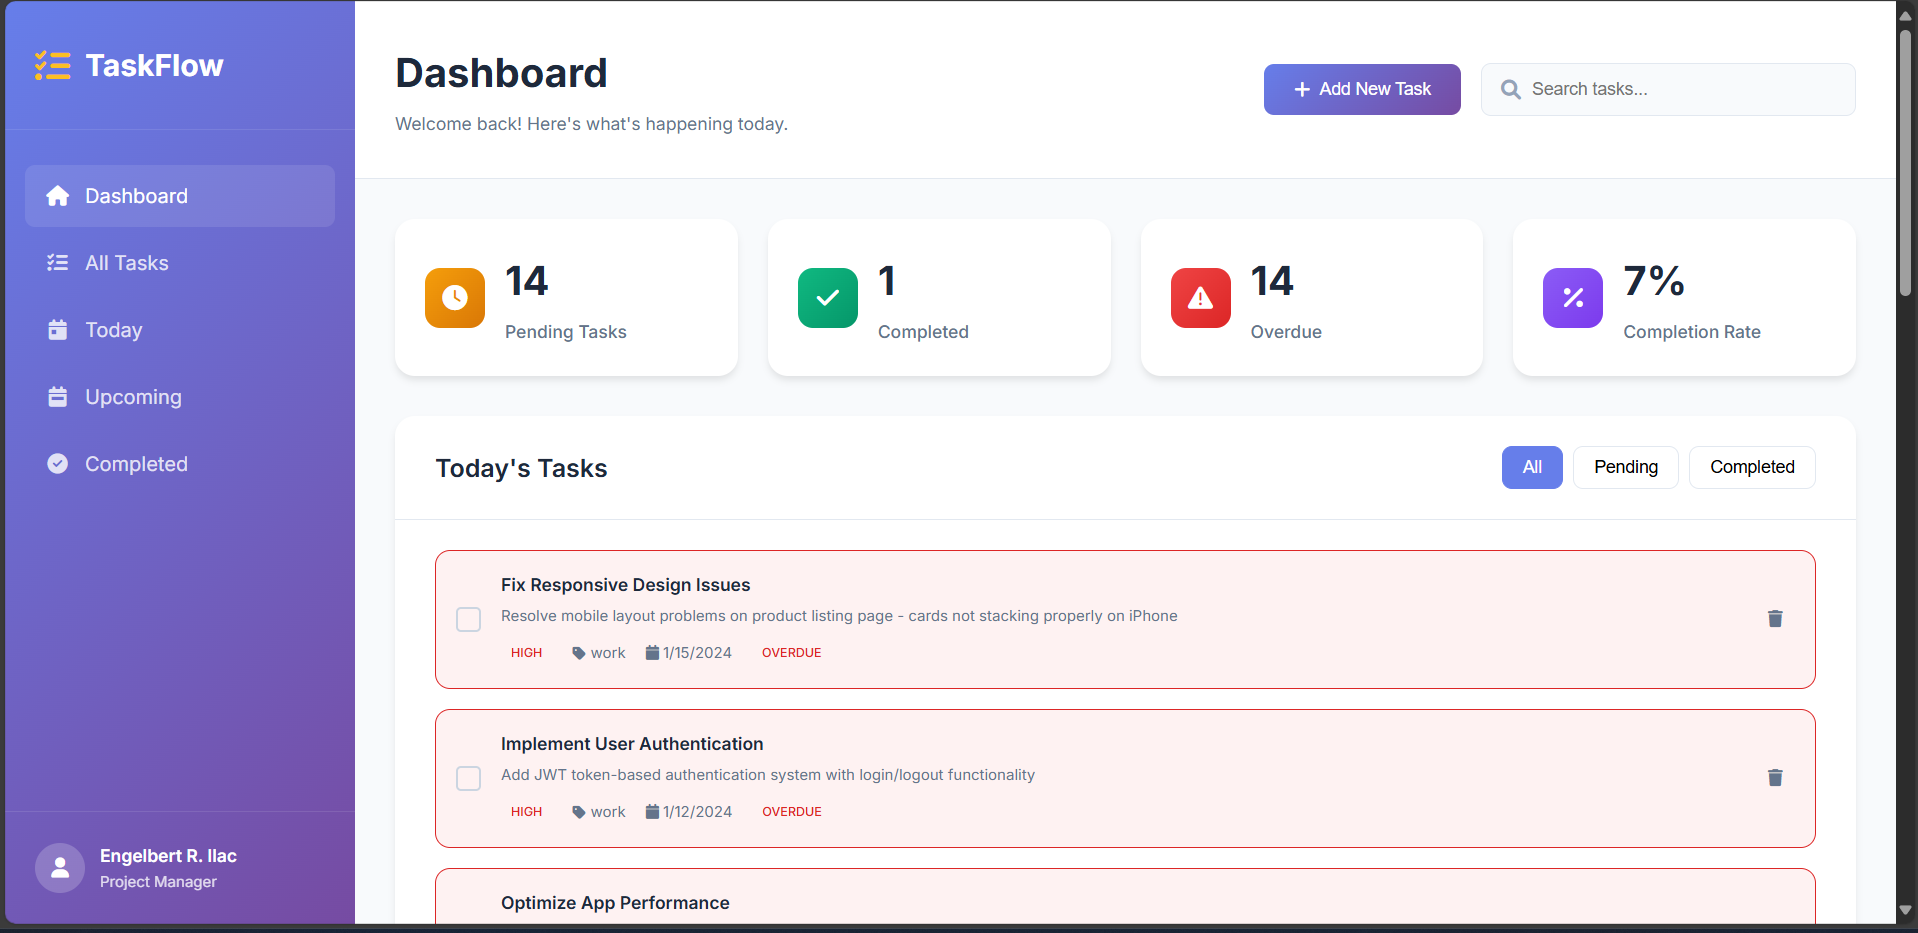 TaskFlow
Dashboard
All Tasks
Today
Upcoming
Completed
Engelbert R. Ilac
Project Manager
Dashboard
Welcome back! Here's what's happening today.
Add New Task
Search tasks...
14
Pending Tasks
1
Completed
14
Overdue
7%
Completion Rate
Today's Tasks
All
Pending
Completed
Fix Responsive Design Issues
Resolve mobile layout problems on product listing page - cards not stacking properly on iPhone
HIGH work 1/15/2024 OVERDUE
Implement User Authentication
Add JWT token-based authentication system with login/logout functionality
HIGH work 1/12/2024 OVERDUE
Optimize App Performance